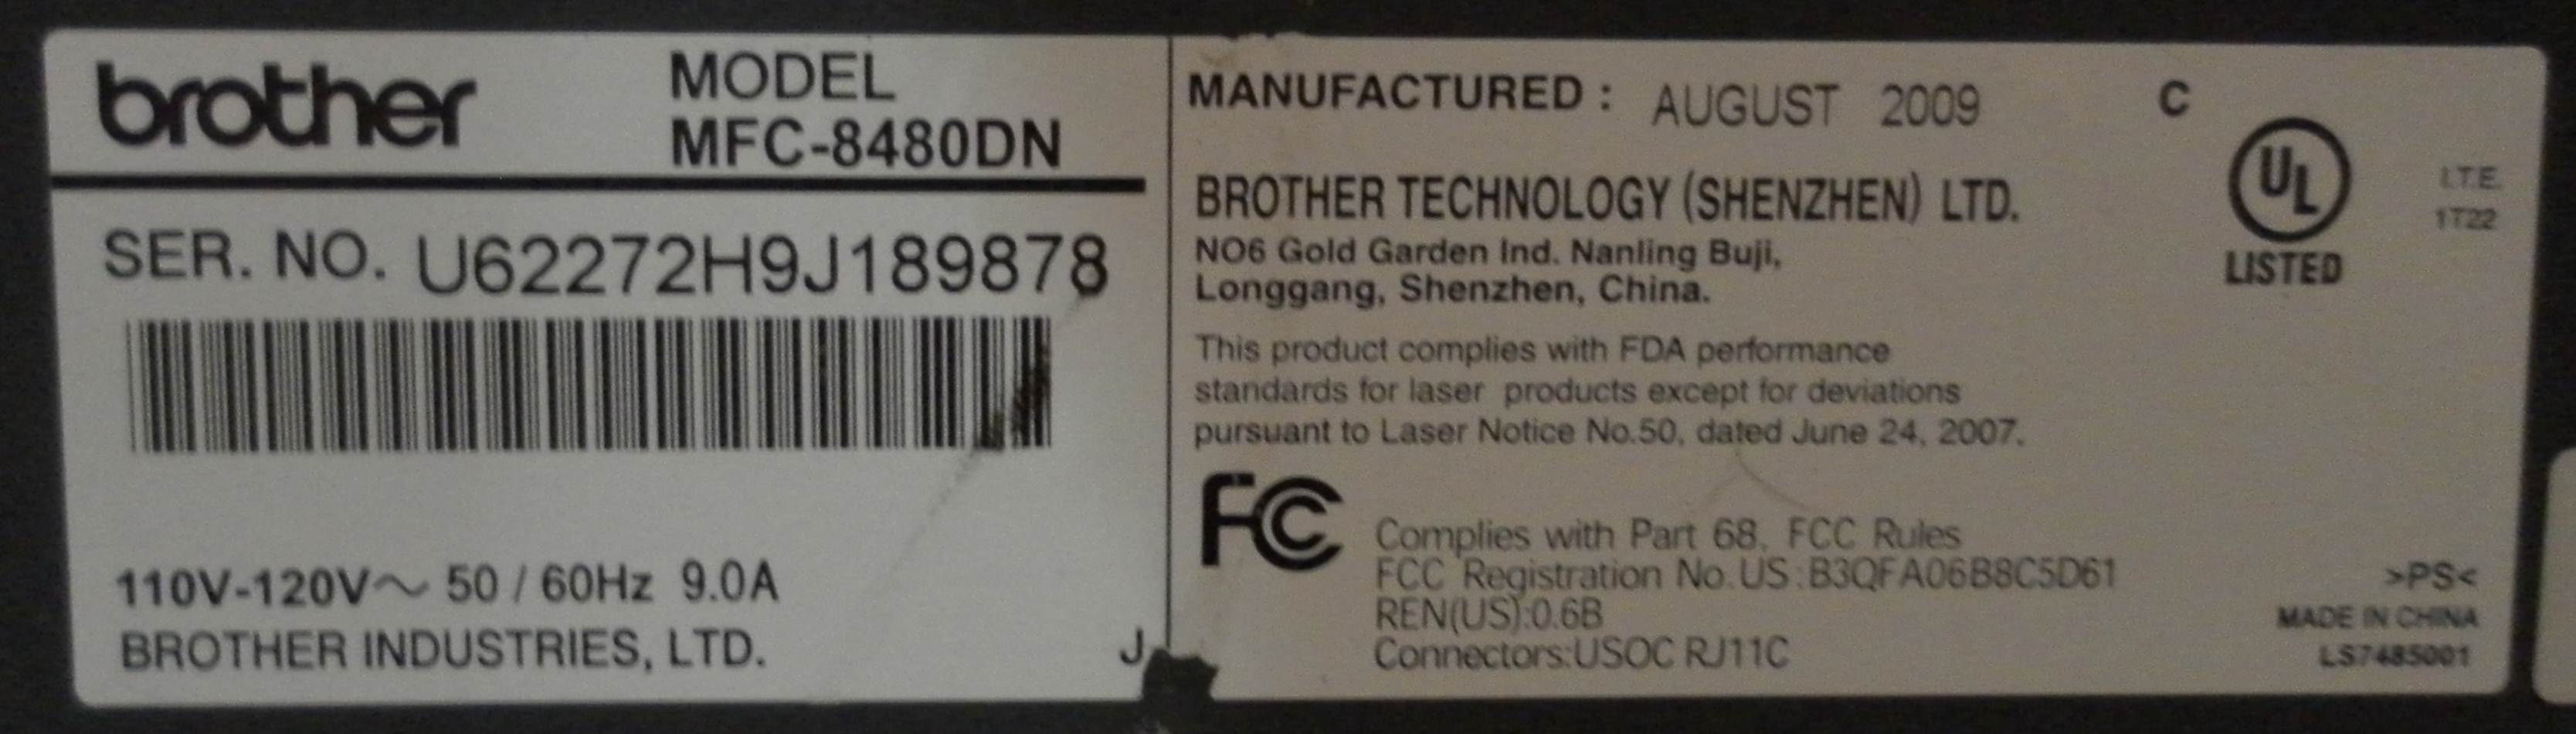 brother
MODEL
MFC-8480DN
SER. NO. U62272H9J189878
110V-120V～ 50 / 60Hz 9.0A
BROTHER INDUSTRIES, LTD.
J
MANUFACTURED : AUGUST 2009
BROTHER TECHNOLOGY (SHENZHEN) LTD.
NO6 Gold Garden Ind. Nanling Buji,
Longgang, Shenzhen, China.
This product complies with FDA performance
standards for laser products except for deviations
pursuant to Laser Notice No.50, dated June 24, 2007.
FC
Complies with Part 68, FCC Rules
FCC Registration No. US:B3QFA06B8C5D61
REN(US):0.6B
Connectors:USOC RJ11C
C
UL
LISTED
I.T.E.
1T22
>PS<
MADE IN CHINA
LS7485001